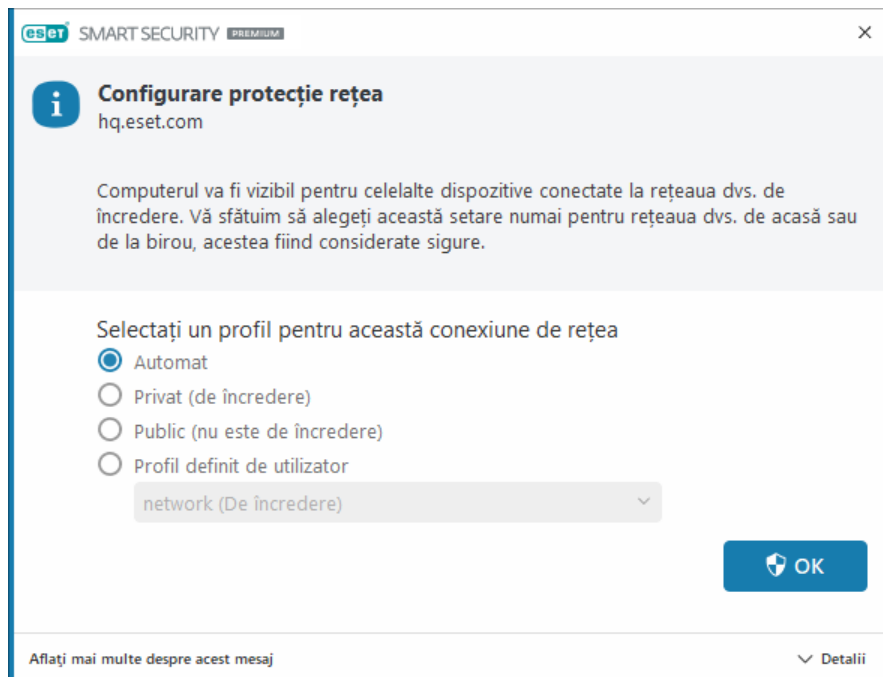 eset SMART SECURITY PREMIUM
Configurare protecție rețea
hq.eset.com
Computerul va fi vizibil pentru celelalte dispozitive conectate la rețeaua dvs. de
încredere. Vă sfătuim să alegeți această setare numai pentru rețeaua dvs. de acasă sau
de la birou, acestea fiind considerate sigure.
Selectați un profil pentru această conexiune de rețea
Automat
Privat (de încredere)
Public (nu este de încredere)
Profil definit de utilizator
network (De încredere)
OK
Aflați mai multe despre acest mesaj
Detalii